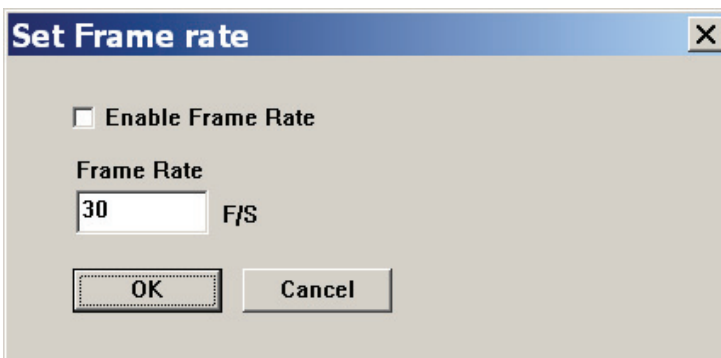 Set Frame rate
Enable Frame Rate
Frame Rate
30 F/S
OK Cancel